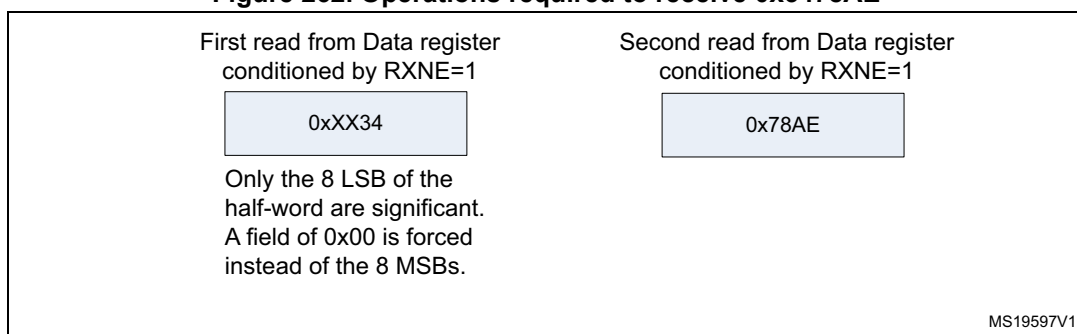 First read from Data register
conditioned by RXNE=1
0xXX34
Only the 8 LSB of the
half-word are significant.
A field of 0x00 is forced
instead of the 8 MSBs.
Second read from Data register
conditioned by RXNE=1
0x78AE
MS19597V1